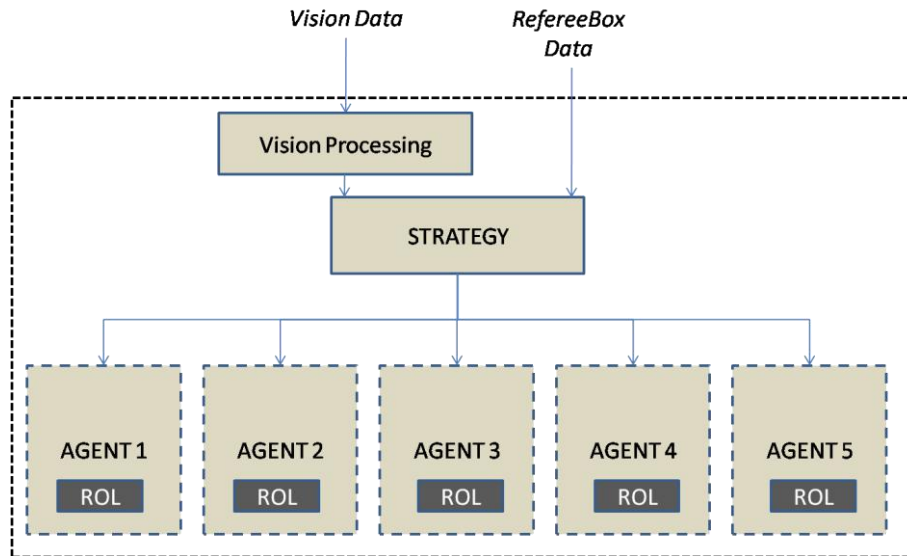 Vision Data
RefereeBox
Data
Vision Processing
STRATEGY
AGENT 1
AGENT 2
AGENT 3
AGENT 4
AGENT 5
ROL
ROL
ROL
ROL
ROL